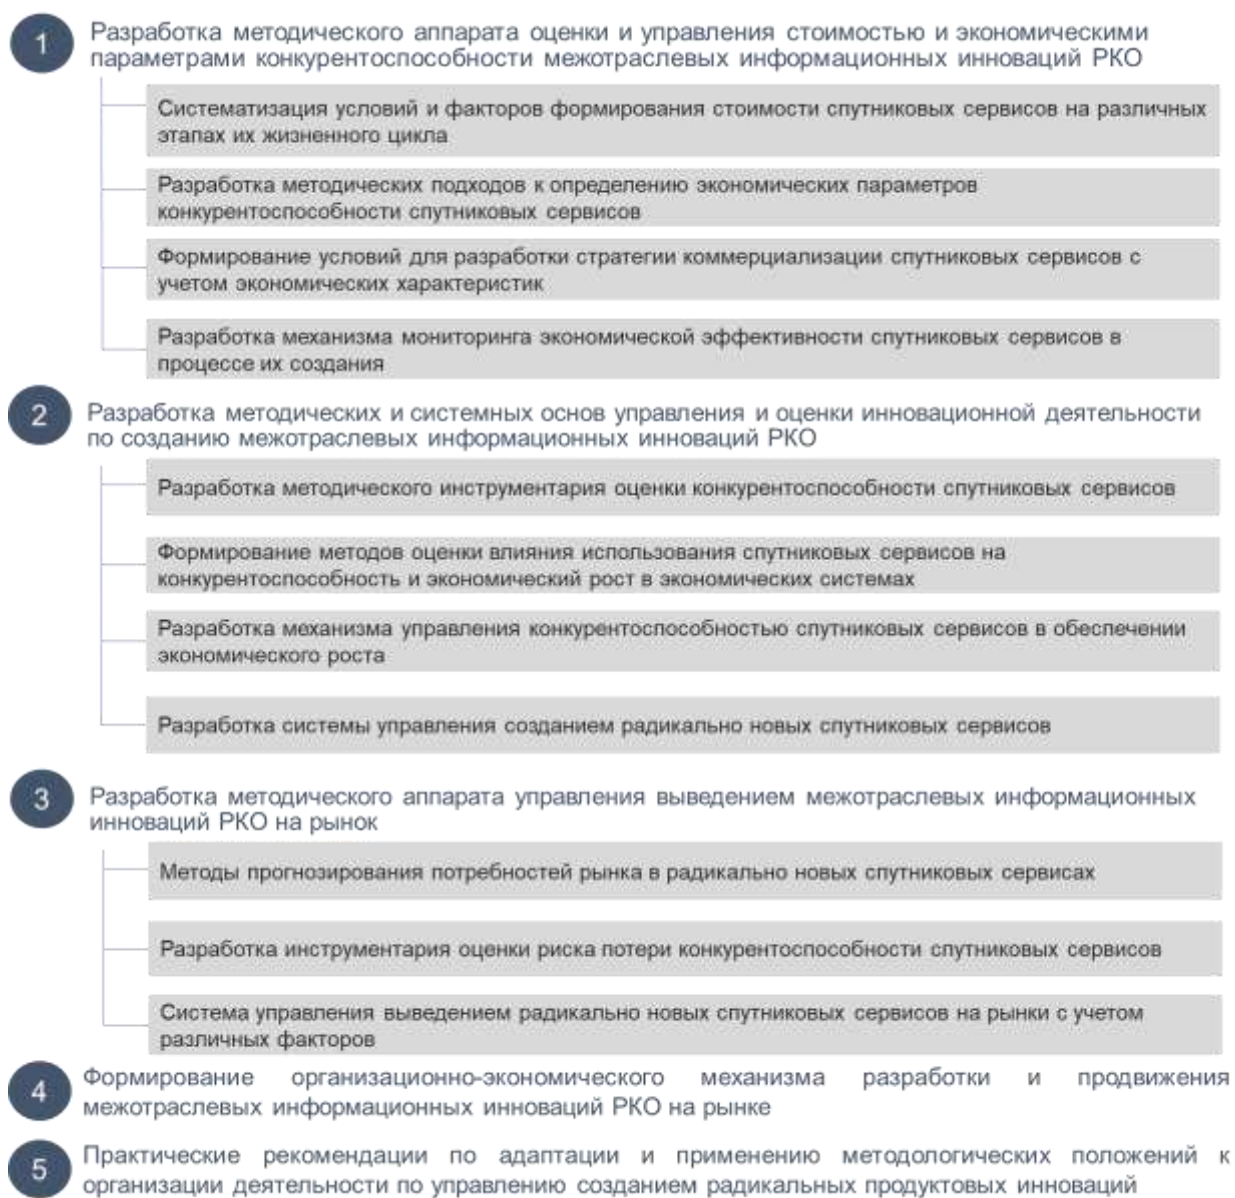 1
Разработка методического аппарата оценки и управления стоимостью и экономическими
параметрами конкурентоспособности межотраслевых информационных инноваций РКО
Систематизация условий и факторов формирования стоимости спутниковых сервисов на различных
этапах их жизненного цикла
Разработка методических подходов к определению экономических параметров
конкурентоспособности спутниковых сервисов
Формирование условий для разработки стратегии коммерциализации спутниковых сервисов с
учетом экономических характеристик
Разработка механизма мониторинга экономической эффективности спутниковых сервисов в
процессе их создания
2
Разработка методических и системных основ управления и оценки инновационной деятельности
по созданию межотраслевых информационных инноваций РКО
Разработка методического инструментария оценки конкурентоспособности спутниковых сервисов
Формирование методов оценки влияния использования спутниковых сервисов на
конкурентоспособность и экономический рост в экономических системах
Разработка механизма управления конкурентоспособностью спутниковых сервисов в обеспечении
экономического роста
Разработка системы управления созданием радикально новых спутниковых сервисов
3
Разработка методического аппарата управления выведением межотраслевых информационных
инноваций РКО на рынок
Методы прогнозирования потребностей рынка в радикально новых спутниковых сервисах
Разработка инструментария оценки риска потери конкурентоспособности спутниковых сервисов
Система управления выведением радикально новых спутниковых сервисов на рынки с учетом
различных факторов
4
Формирование организационно-экономического механизма разработки и продвижения
межотраслевых информационных инноваций РКО на рынке
5
Практические рекомендации по адаптации и применению методологических положений к
организации деятельности по управлению созданием радикальных продуктовых инноваций